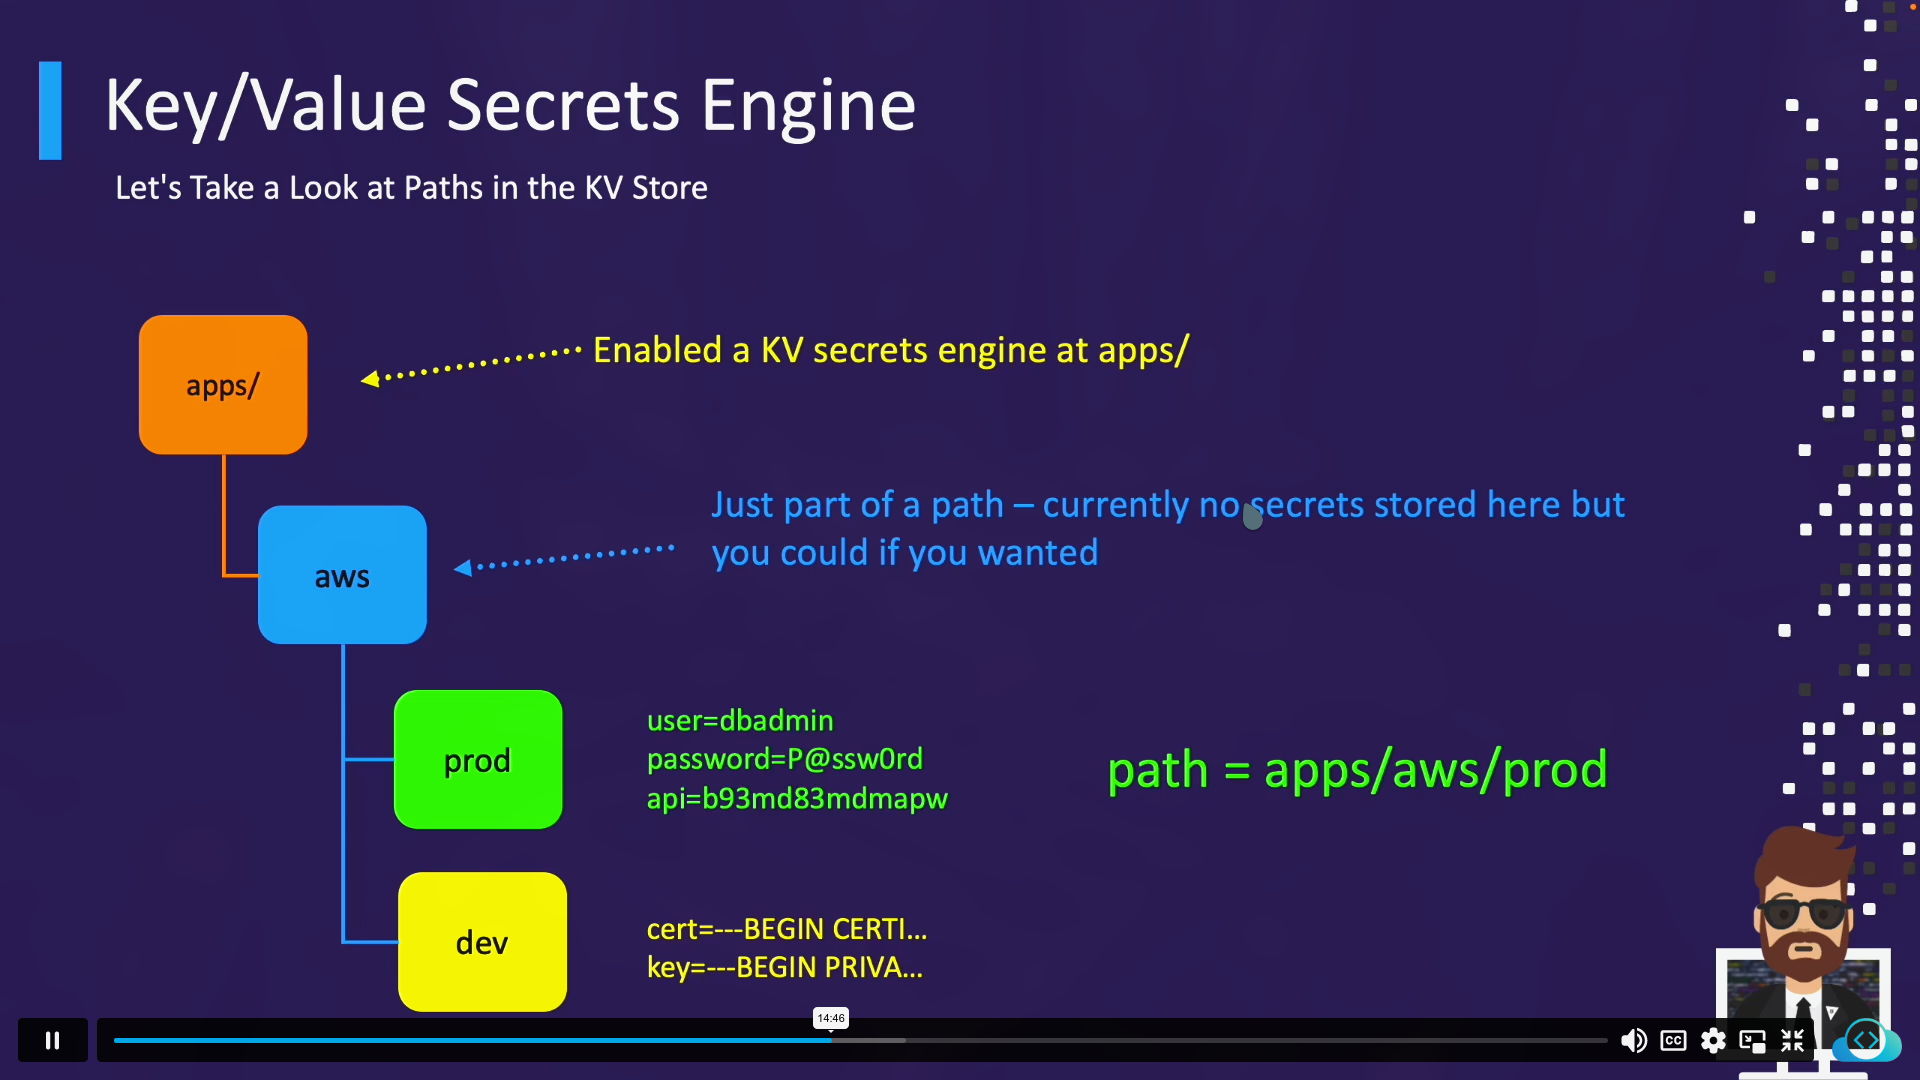 Key/Value Secrets Engine
Let's Take a Look at Paths in the KV Store
apps/
Enabled a KV secrets engine at apps/
Just part of a path – currently no secrets stored here but
you could if you wanted
aws
prod
user=dbadmin
password=P@ssw0rd
api=b93md83mdmapw
path = apps/aws/prod
dev
cert=---BEGIN CERTI...
key=---BEGIN PRIVA...
14:46
CC